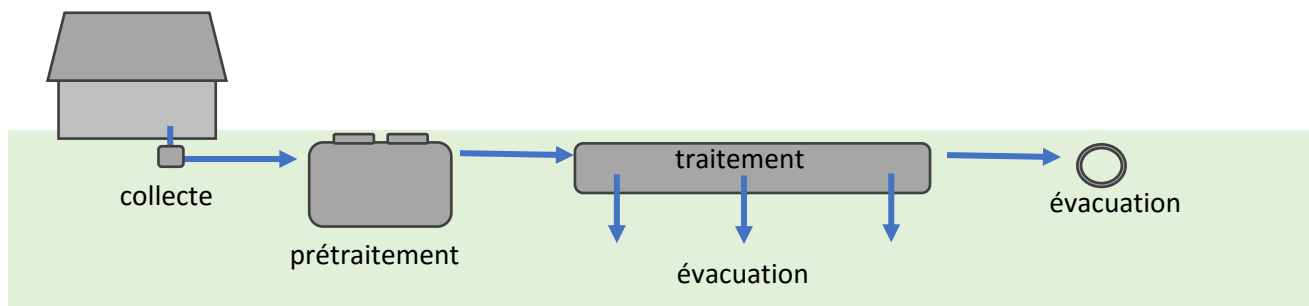 traitement
collecte
évacuation
prétraitement
évacuation